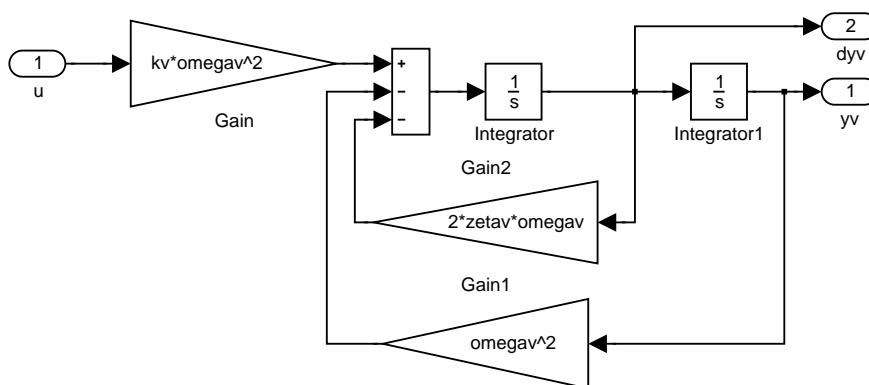 2
dyv
1
u
kv*omegav^2
Gain
+
−
−
1
s
Integrator
1
s
Integrator1
1
yv
Gain2
2*zetav*omegav
Gain1
omegav^2